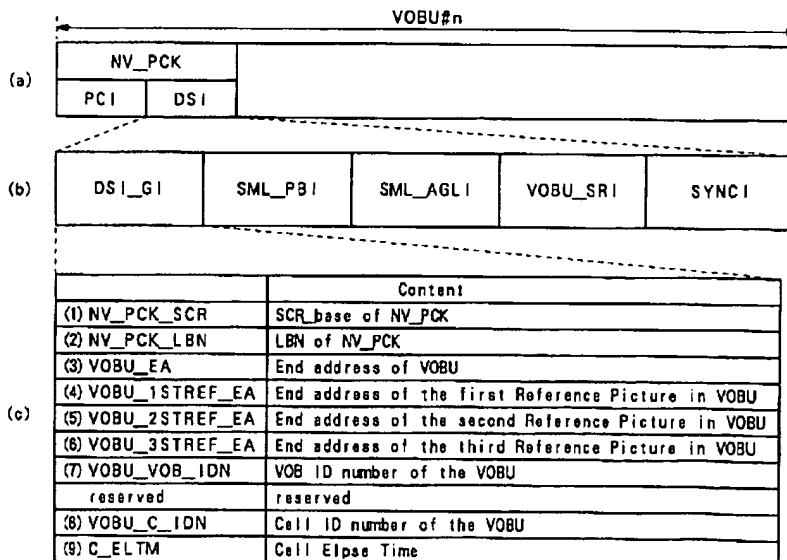 VOBU#n
(a)
NV_PCK
PCI DSI
(b)
DSI_GI SML_PBI SML_AGLI VOBU_SRI SYNCI
(c)
Content
(1) NV_PCK_SCR SCR_base of NV_PCK
(2) NV_PCK_LBN LBN of NV_PCK
(3) VOBU_EA End address of VOBU
(4) VOBU_1STREF_EA End address of the first Reference Picture in VOBU
(5) VOBU_2STREF_EA End address of the second Reference Picture in VOBU
(6) VOBU_3STREF_EA End address of the third Reference Picture in VOBU
(7) VOBU_VOB_IDN VOB ID number of the VOBU
reserved reserved
(8) VOBU_C_IDN Cell ID number of the VOBU
(9) C_ELTM Cell Elpse Time